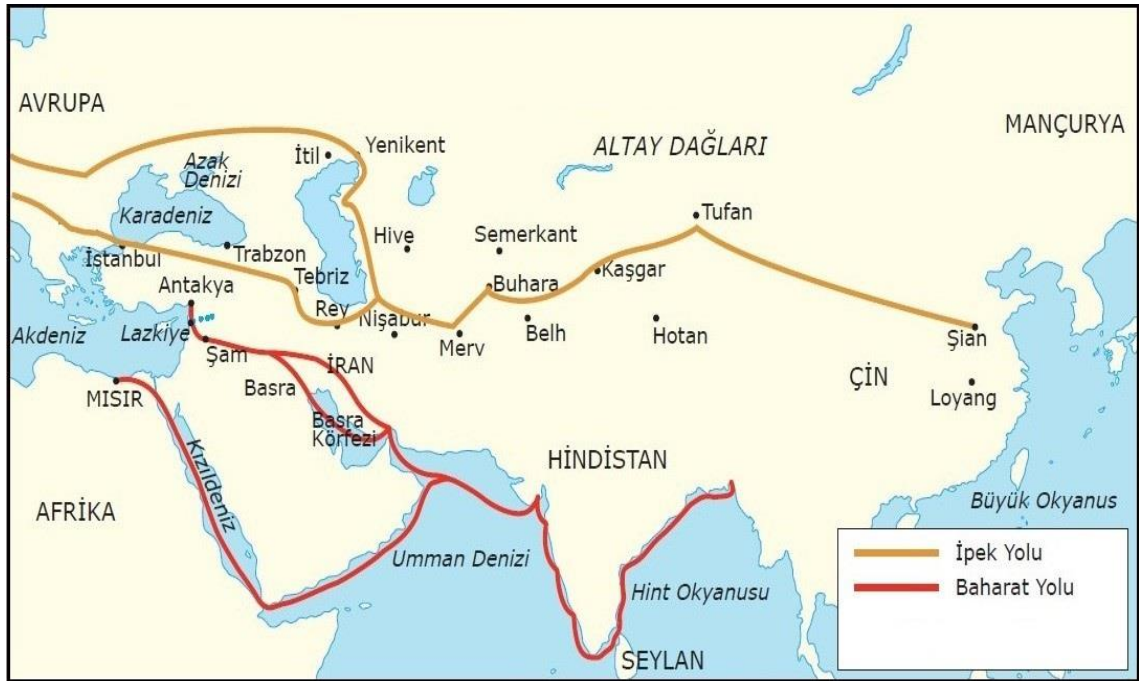 AVRUPA
MANÇURYA
Azak
Denizi
İtil
Yenikent
ALTAY DAĞLARI
Karadeniz
Tufan
İstanbul
Trabzon
Hive
Semerkant
Tebriz
Antakya
Buhara
Kaşgar
Rey
Nişabur
Akdeniz
Lazkiye
Merv
Belh
Hotan
Şian
Şam
İRAN
Basra
ÇİN
Loyang
MISIR
Basra
Körfezi
HİNDİSTAN
Kızıldeniz
AFRİKA
Büyük Okyanus
Umman Denizi
Hint Okyanusu
SEYLAN
İpek Yolu
Baharat Yolu